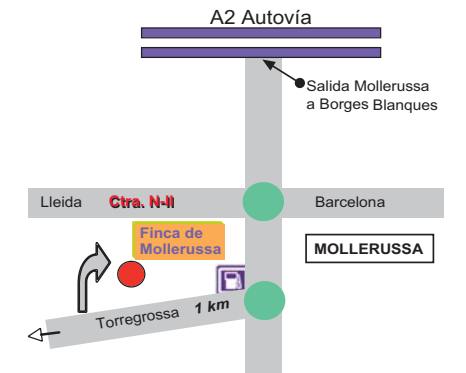 A2 Autovía
Salida Mollerussa
a Borges Blanques
Lleida
Ctra. N-II
Barcelona
Finca de
Mollerussa
MOLLERUSSA
Torregrossa 1 km